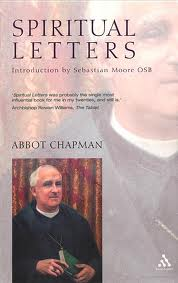 SPIRITUAL
LETTERS
Introduction by Sebastian Moore OSB
'Spiritual Letters was probably the single most
influential book for me in my twenties, and still is.'
Archbishop Rowan Williams, The Tablet
ABBOT CHAPMAN